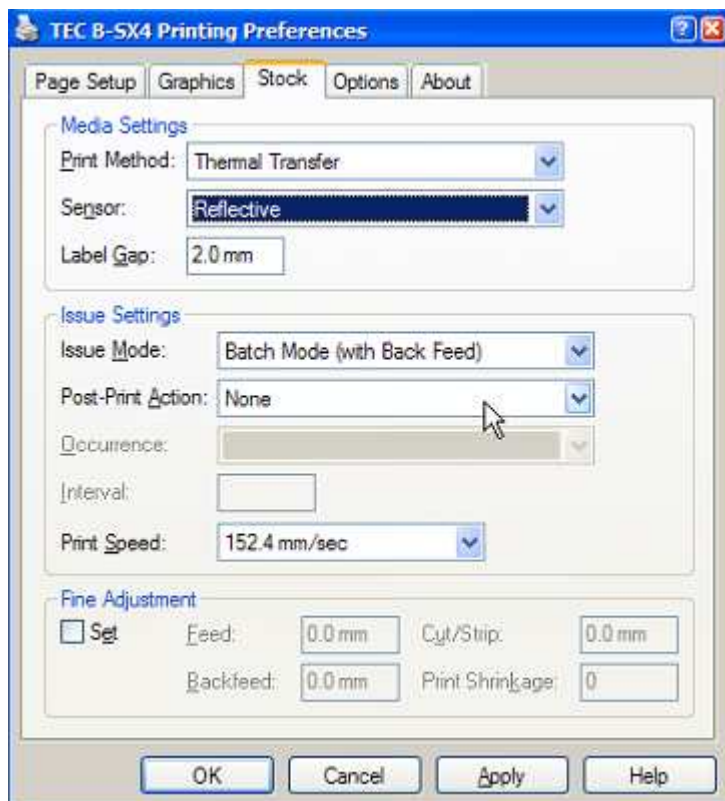 TEC B-SX4 Printing Preferences
Page Setup Graphics Stock Options About
Media Settings
Print Method: Thermal Transfer
Sensor: Reflective
Label Gap: 2.0 mm
Issue Settings
Issue Mode: Batch Mode (with Back Feed)
Post-Print Action: None
Occurrence:
Interval:
Print Speed: 152.4 mm/sec
Fine Adjustment
Set Feed: 0.0 mm Cut/Strip: 0.0 mm
Backfeed: 0.0 mm Print Shrinkage: 0
OK Cancel Apply Help